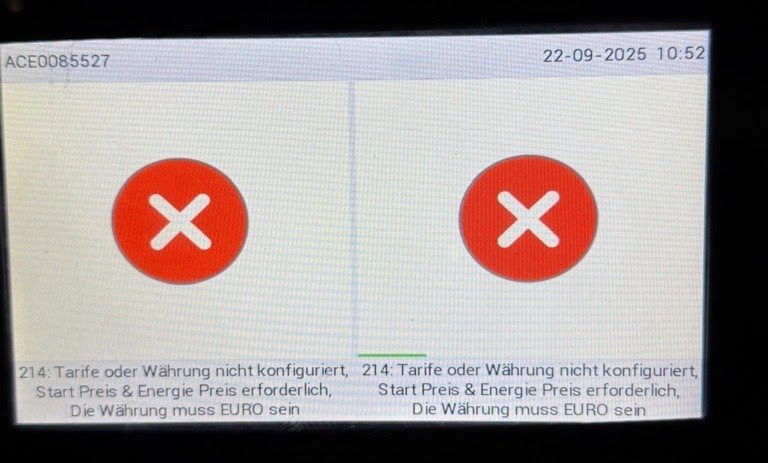 ACE0085527
22-09-2025 10:52
214: Tarife oder Währung nicht konfiguriert,
Start Preis & Energie Preis erforderlich,
Die Währung muss EURO sein
214: Tarife oder Währung nicht konfiguriert,
Start Preis & Energie Preis erforderlich,
Die Währung muss EURO sein